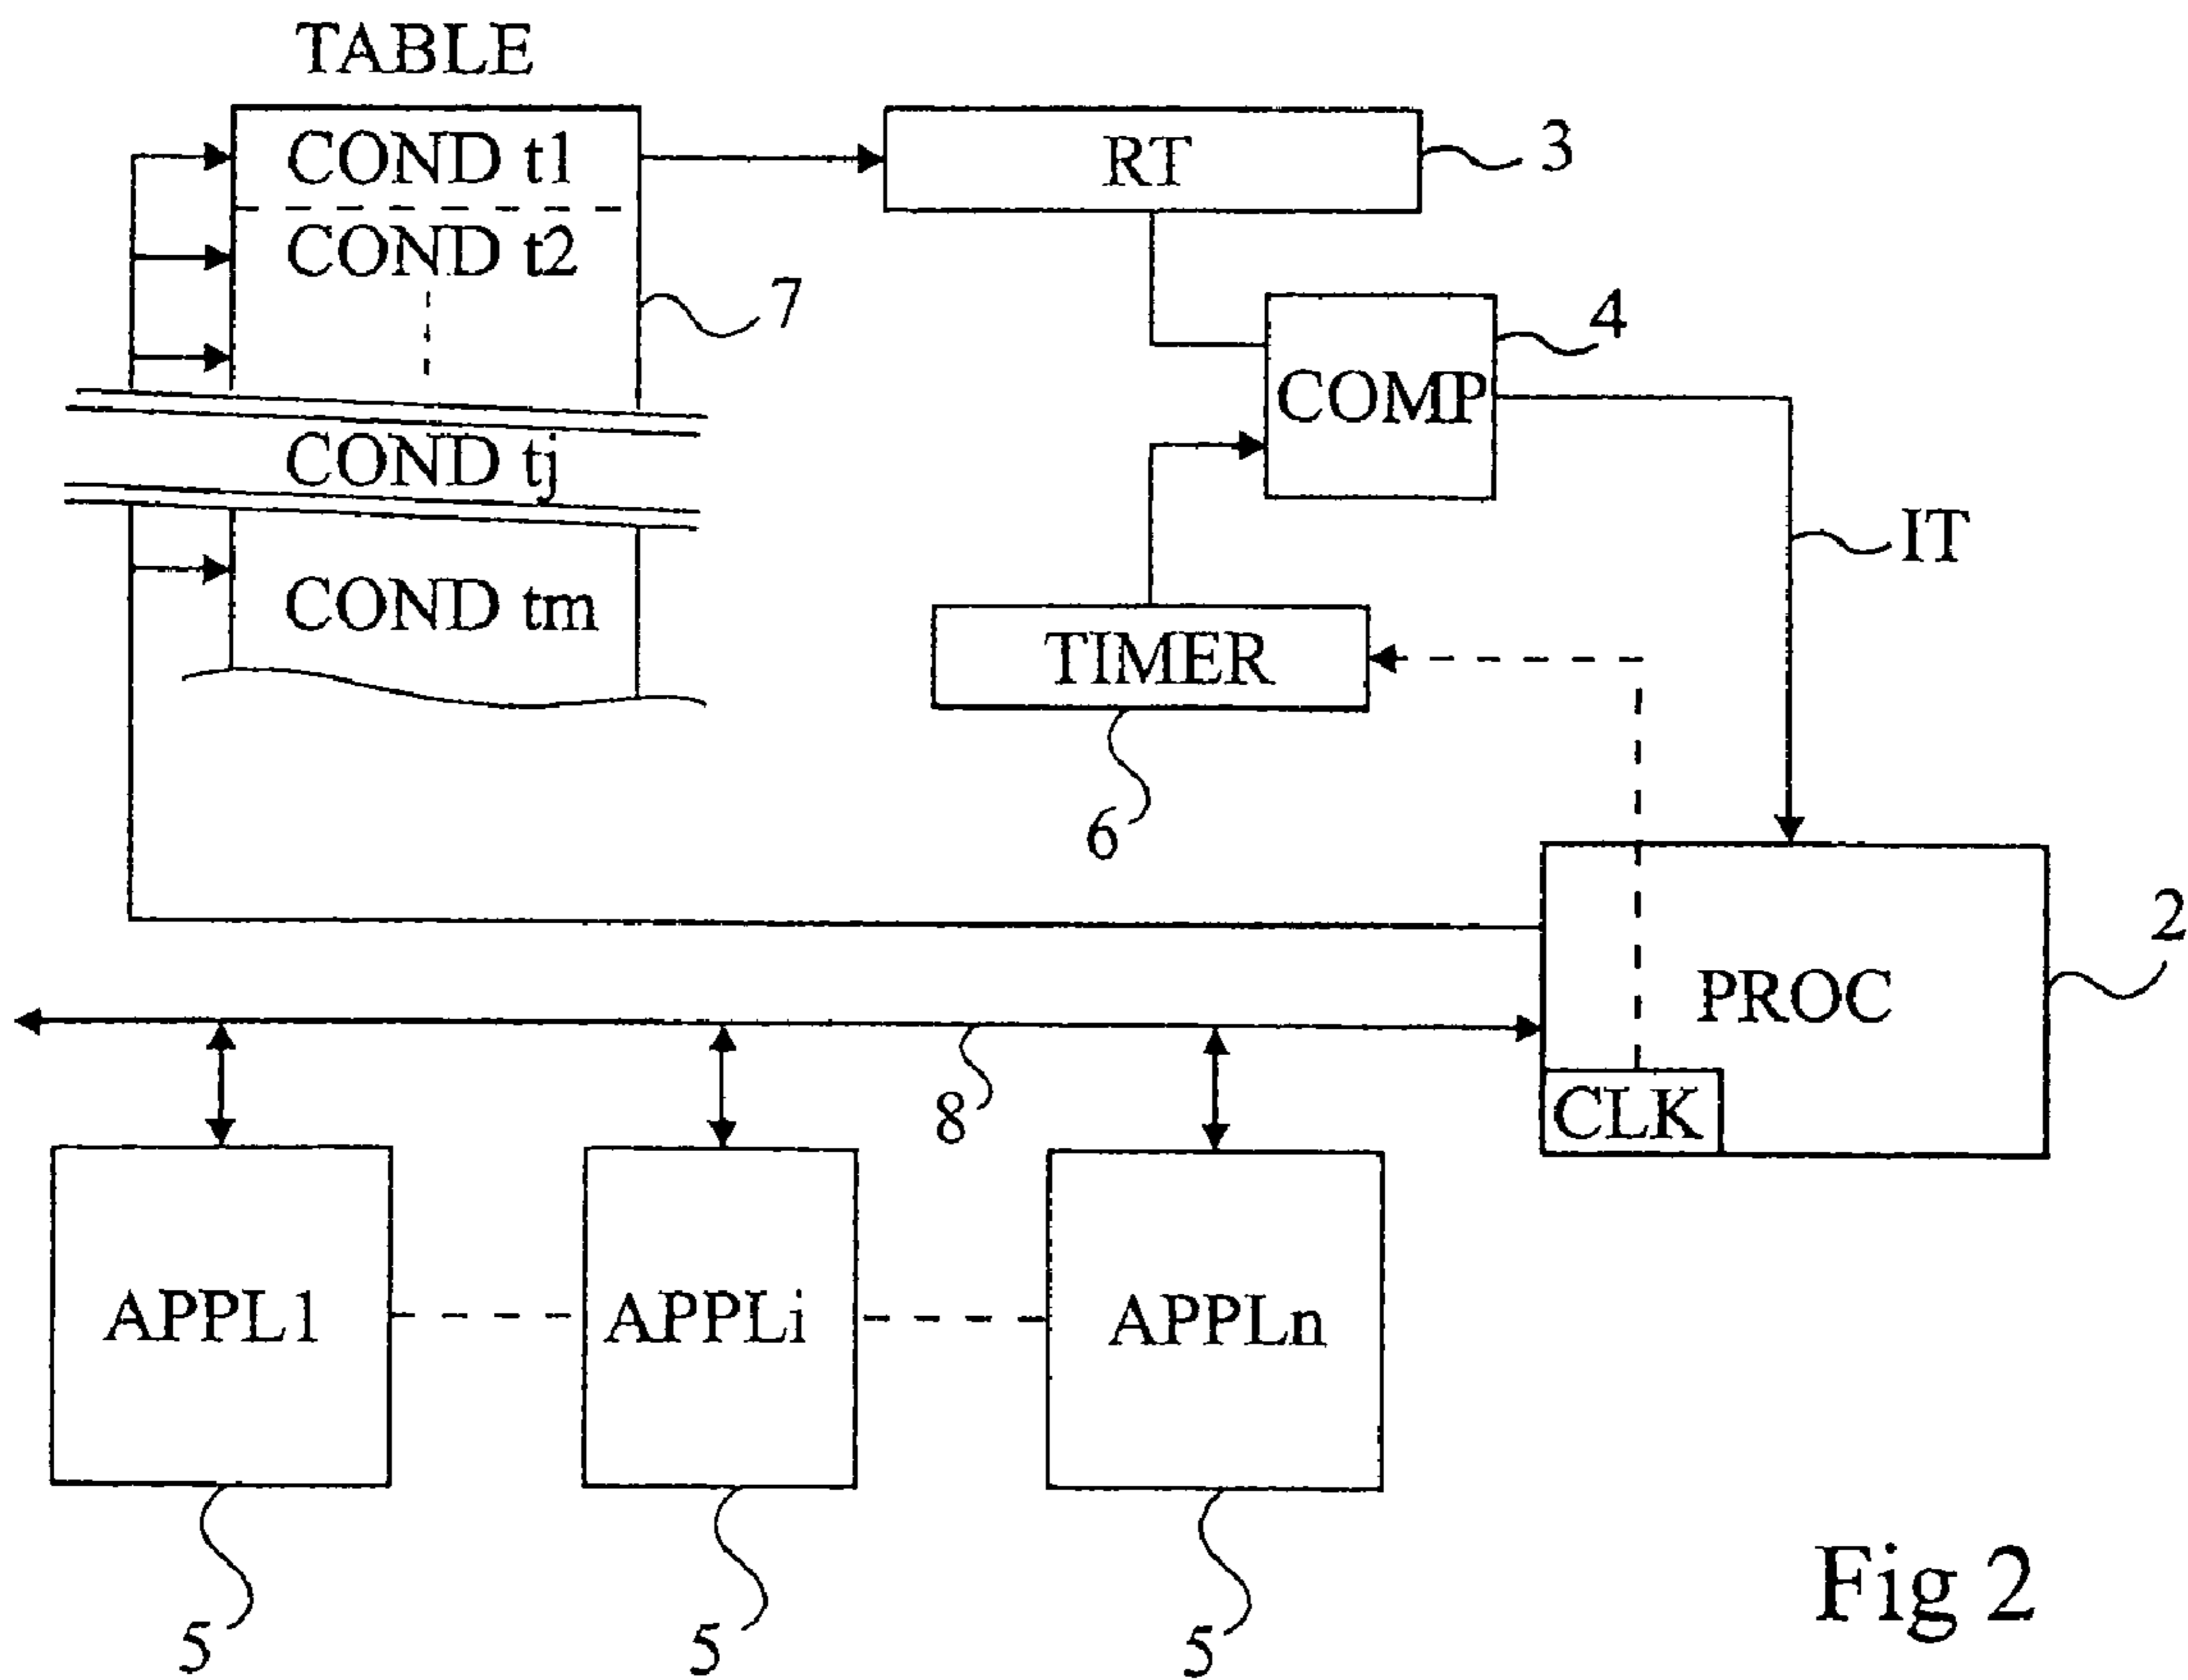 TABLE
COND t1
RT
3
COND t2
7
4
COMP
COND tj
IT
COND tm
TIMER
6
2
PROC
8
CLK
APPL1
APPLi
APPLn
5
5
5
Fig 2